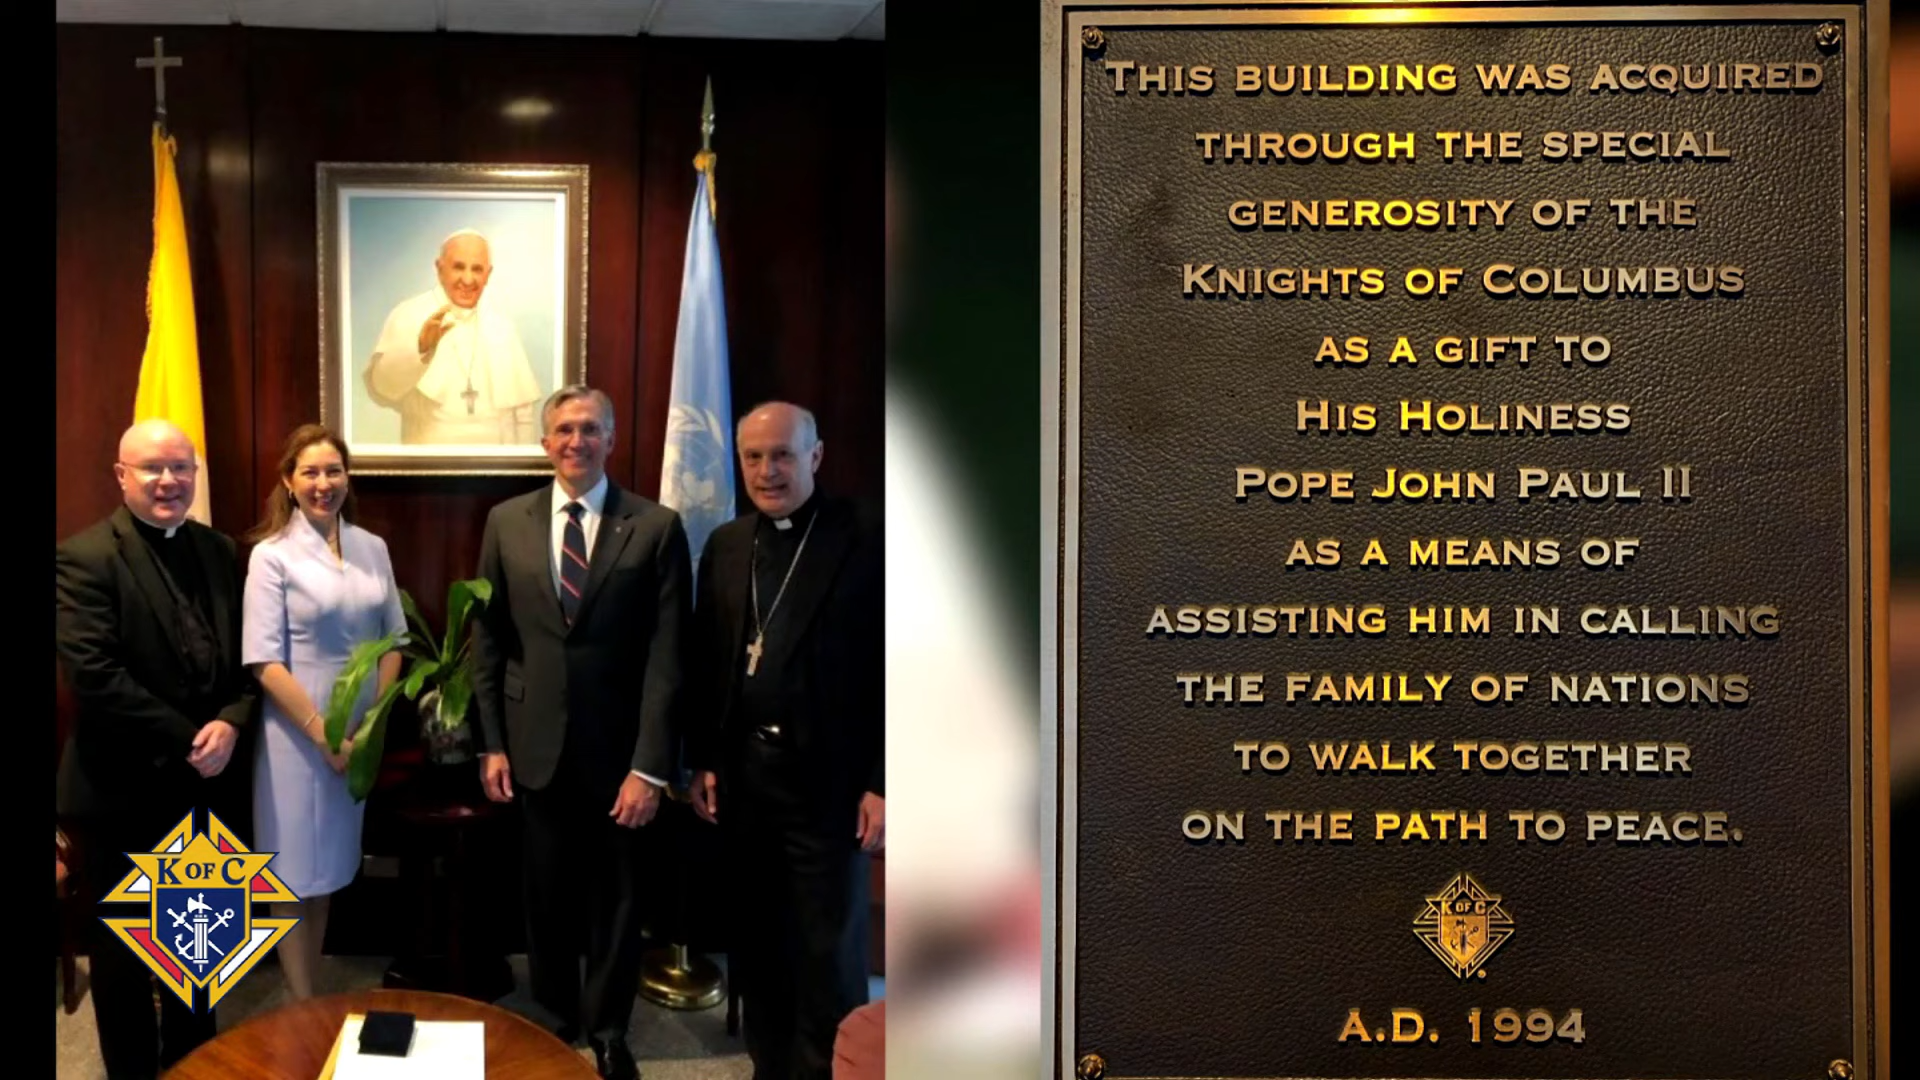 K OF C
THIS BUILDING WAS ACQUIRED
THROUGH THE SPECIAL
GENEROSITY OF THE
KNIGHTS OF COLUMBUS
AS A GIFT TO
HIS HOLINESS
POPE JOHN PAUL II
AS A MEANS OF
ASSISTING HIM IN CALLING
THE FAMILY OF NATIONS
TO WALK TOGETHER
ON THE PATH TO PEACE.
K OF C
A.D. 1994